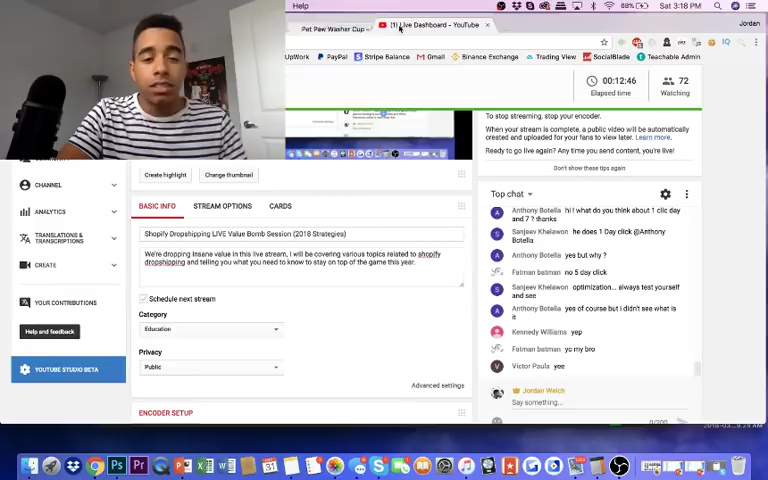 Help
68%
Sat 3:18 PM
Pet Paw Washer Cup –
(1) Live Dashboard - YouTube
Jordan
UpWork
PayPal
Stripe Balance
Gmail
Binance Exchange
Trading View
SocialBlade
Teachable Admin
00:12:46
Elapsed time
72
Watching
To stop streaming, stop your encoder.
When your stream is complete, a public video will be automatically
created and uploaded for your fans to view later. Learn more.
Ready to go live again? Any time you send content, you're live!
Don't show these tips again
Create highlight
Change thumbnail
CHANNEL
ANALYTICS
TRANSLATIONS &
TRANSCRIPTIONS
CREATE
YOUR CONTRIBUTIONS
Help and feedback
YOUTUBE STUDIO BETA
BASIC INFO
STREAM OPTIONS
CARDS
Shopify Dropshipping LIVE Value Bomb Session (2018 Strategies)
We're dropping insane value in this live stream, I will be covering various topics related to shopify
dropshipping and telling you what you need to know to stay on top of the game this year.
Schedule next stream
Category
Education
Privacy
Public
Advanced settings
ENCODER SETUP
Top chat
Anthony Botella hi ! what do you think about 1 clic day
and 7 ? thanks
Sanjeev Khelawon he does 1 Day click @Anthony
Botella
Anthony Botella yes but why ?
Fatman batman no 5 day click
Sanjeev Khelawon optimization... always test yourself
and see
Anthony Botella yes of course but i didn't see what is
it
Kennedy Williams yep
Fatman batman yo my bro
Victor Paula yee
Jordan Welch
Say something...
0/200